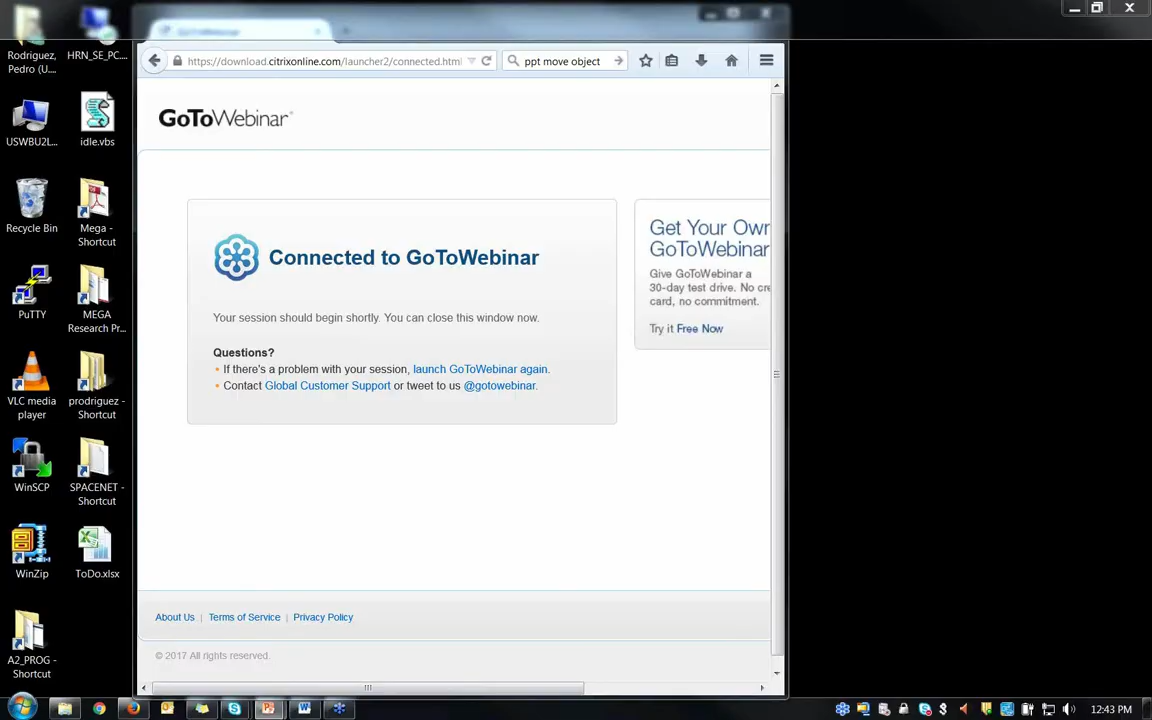 Rodriguez,
Pedro (U...
HRN_SE_PC...
USWBU2L...
idle.vbs
Recycle Bin
Mega -
Shortcut
PuTTY
MEGA
Research Pr...
VLC media
player
prodriguez -
Shortcut
WinSCP
SPACENET -
Shortcut
WinZip
ToDo.xlsx
A2_PROG -
Shortcut
https://download.citrixonline.com/launcher2/connected.html
ppt move object
GoToWebinar
Connected to GoToWebinar
Your session should begin shortly. You can close this window now.
Questions?
If there's a problem with your session, launch GoToWebinar again.
Contact Global Customer Support or tweet to us @gotowebinar.
Get Your Own
GoToWebinar
Give GoToWebinar a
30-day test drive. No cre
card, no commitment.
Try it Free Now
About Us | Terms of Service | Privacy Policy
© 2017 All rights reserved.
12:43 PM